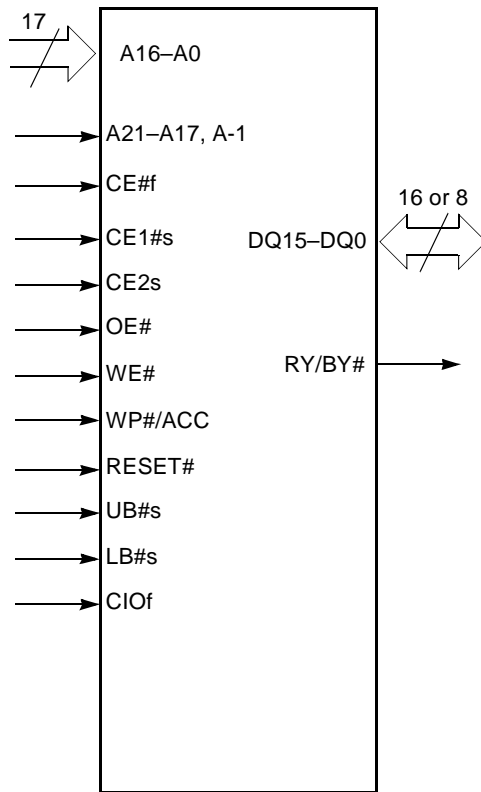 17
A16–A0
A21–A17, A-1
CE#f
16 or 8
CE1#s
DQ15–DQ0
CE2s
OE#
RY/BY#
WE#
WP#/ACC
RESET#
UB#s
LB#s
CIOf